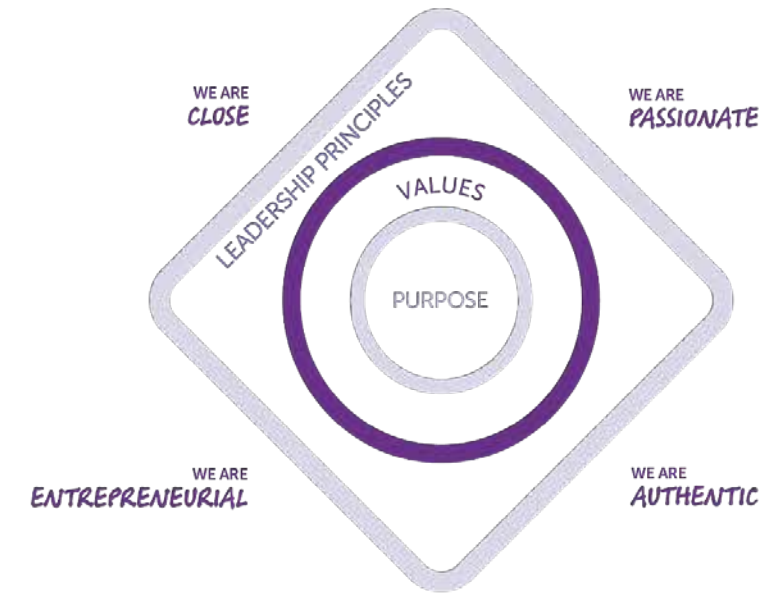 WE ARE
CLOSE
WE ARE
PASSIONATE
LEADERSHIP PRINCIPLES
VALUES
PURPOSE
WE ARE
ENTREPRENEURIAL
WE ARE
AUTHENTIC